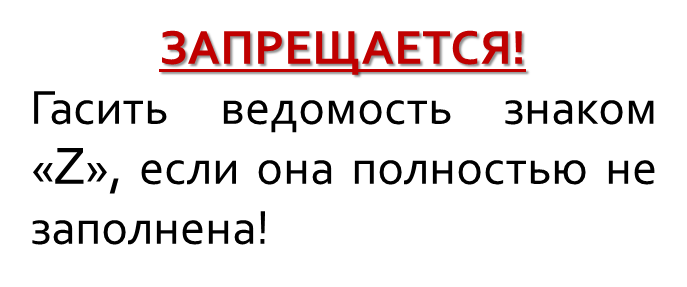 ЗАПРЕЩАЕТСЯ!
Гасить ведомость знаком
«Z», если она полностью не
заполнена!